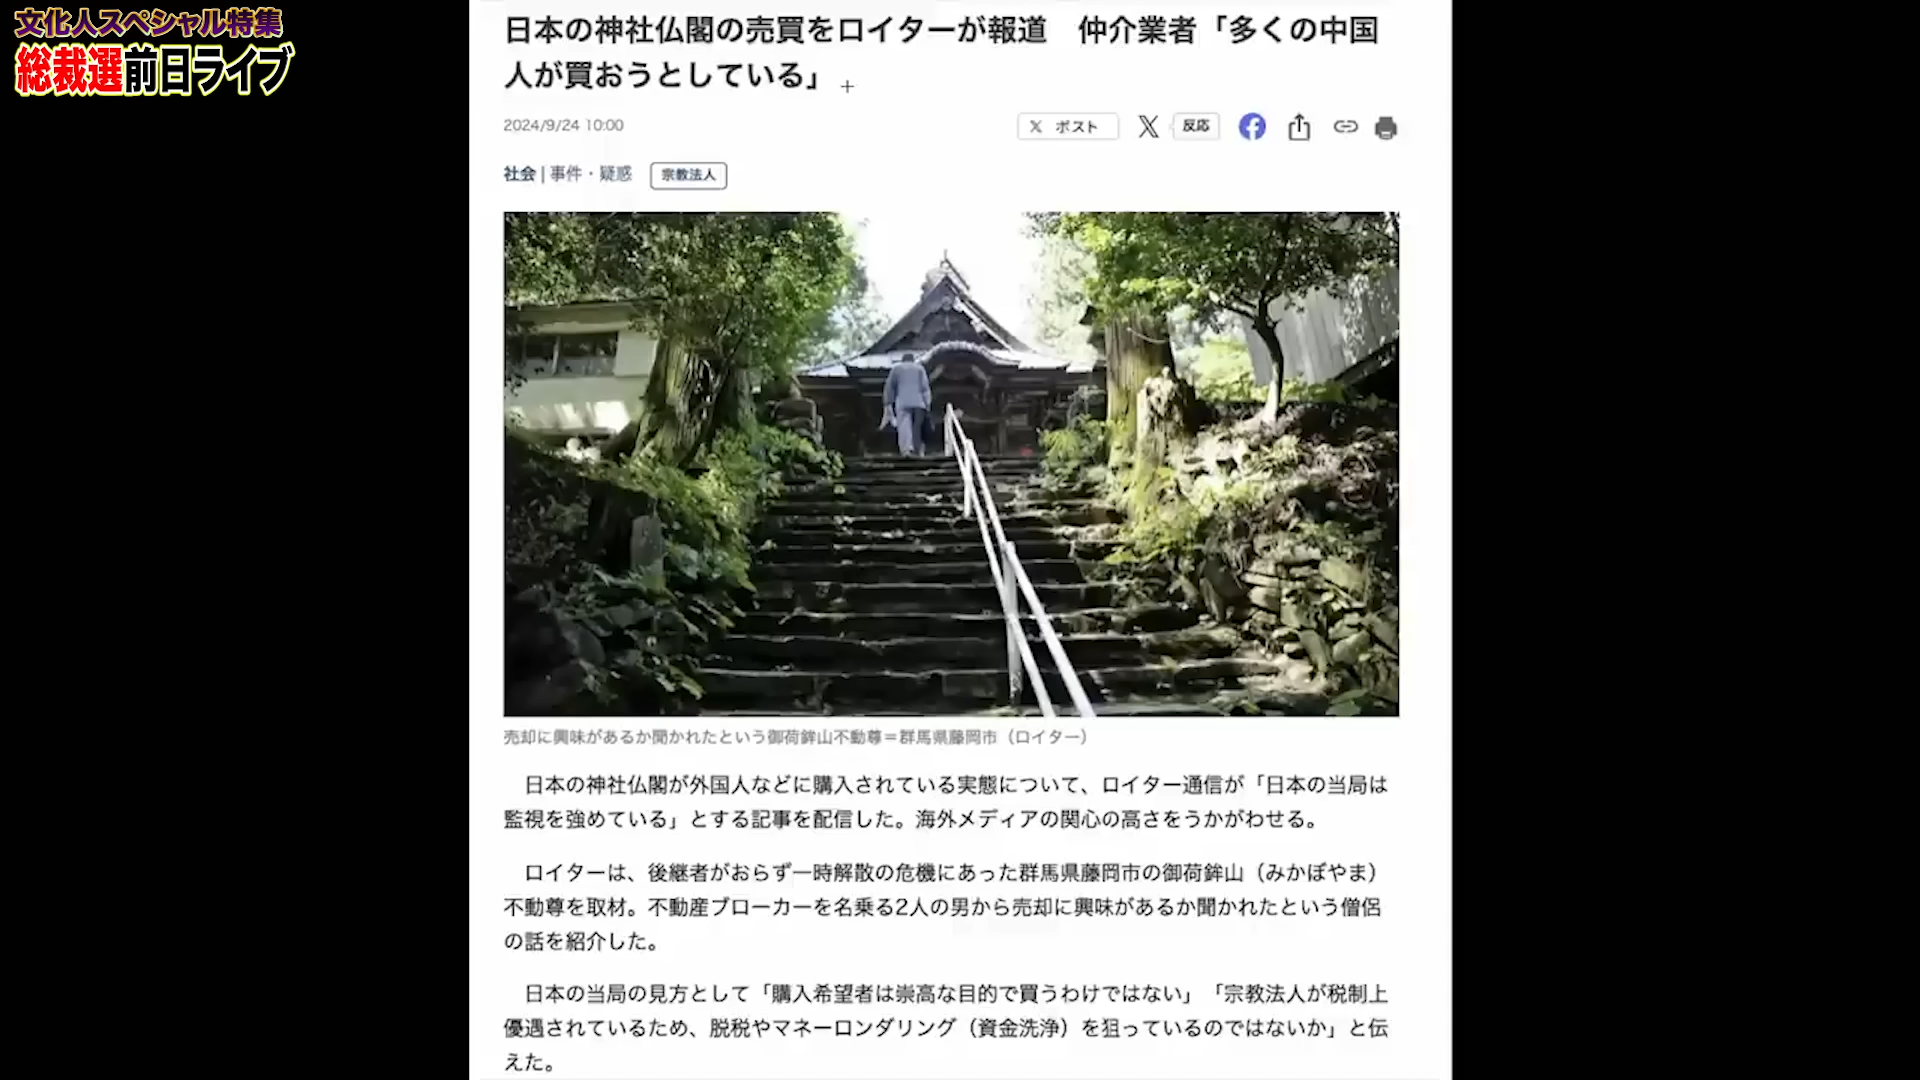 文化人スペシャル特集
総裁選前日ライブ
日本の神社仏閣の売買をロイターが報道　仲介業者「多くの中国
人が買おうとしている」
2024/9/24 10:00
ポスト
反応
社会 | 事件・疑惑
宗教法人
売却に興味があるか聞かれたという御荷鉾山不動尊＝群馬県藤岡市（ロイター）
日本の神社仏閣が外国人などに購入されている実態について、ロイター通信が「日本の当局は
監視を強めている」とする記事を配信した。海外メディアの関心の高さをうかがわせる。
ロイターは、後継者がおらず一時解散の危機にあった群馬県藤岡市の御荷鉾山（みかぼやま）
不動尊を取材。不動産ブローカーを名乗る2人の男から売却に興味があるか聞かれたという僧侶
の話を紹介した。
日本の当局の見方として「購入希望者は崇高な目的で買うわけではない」「宗教法人が税制上
優遇されているため、脱税やマネーロンダリング（資金洗浄）を狙っているのではないか」と伝
えた。